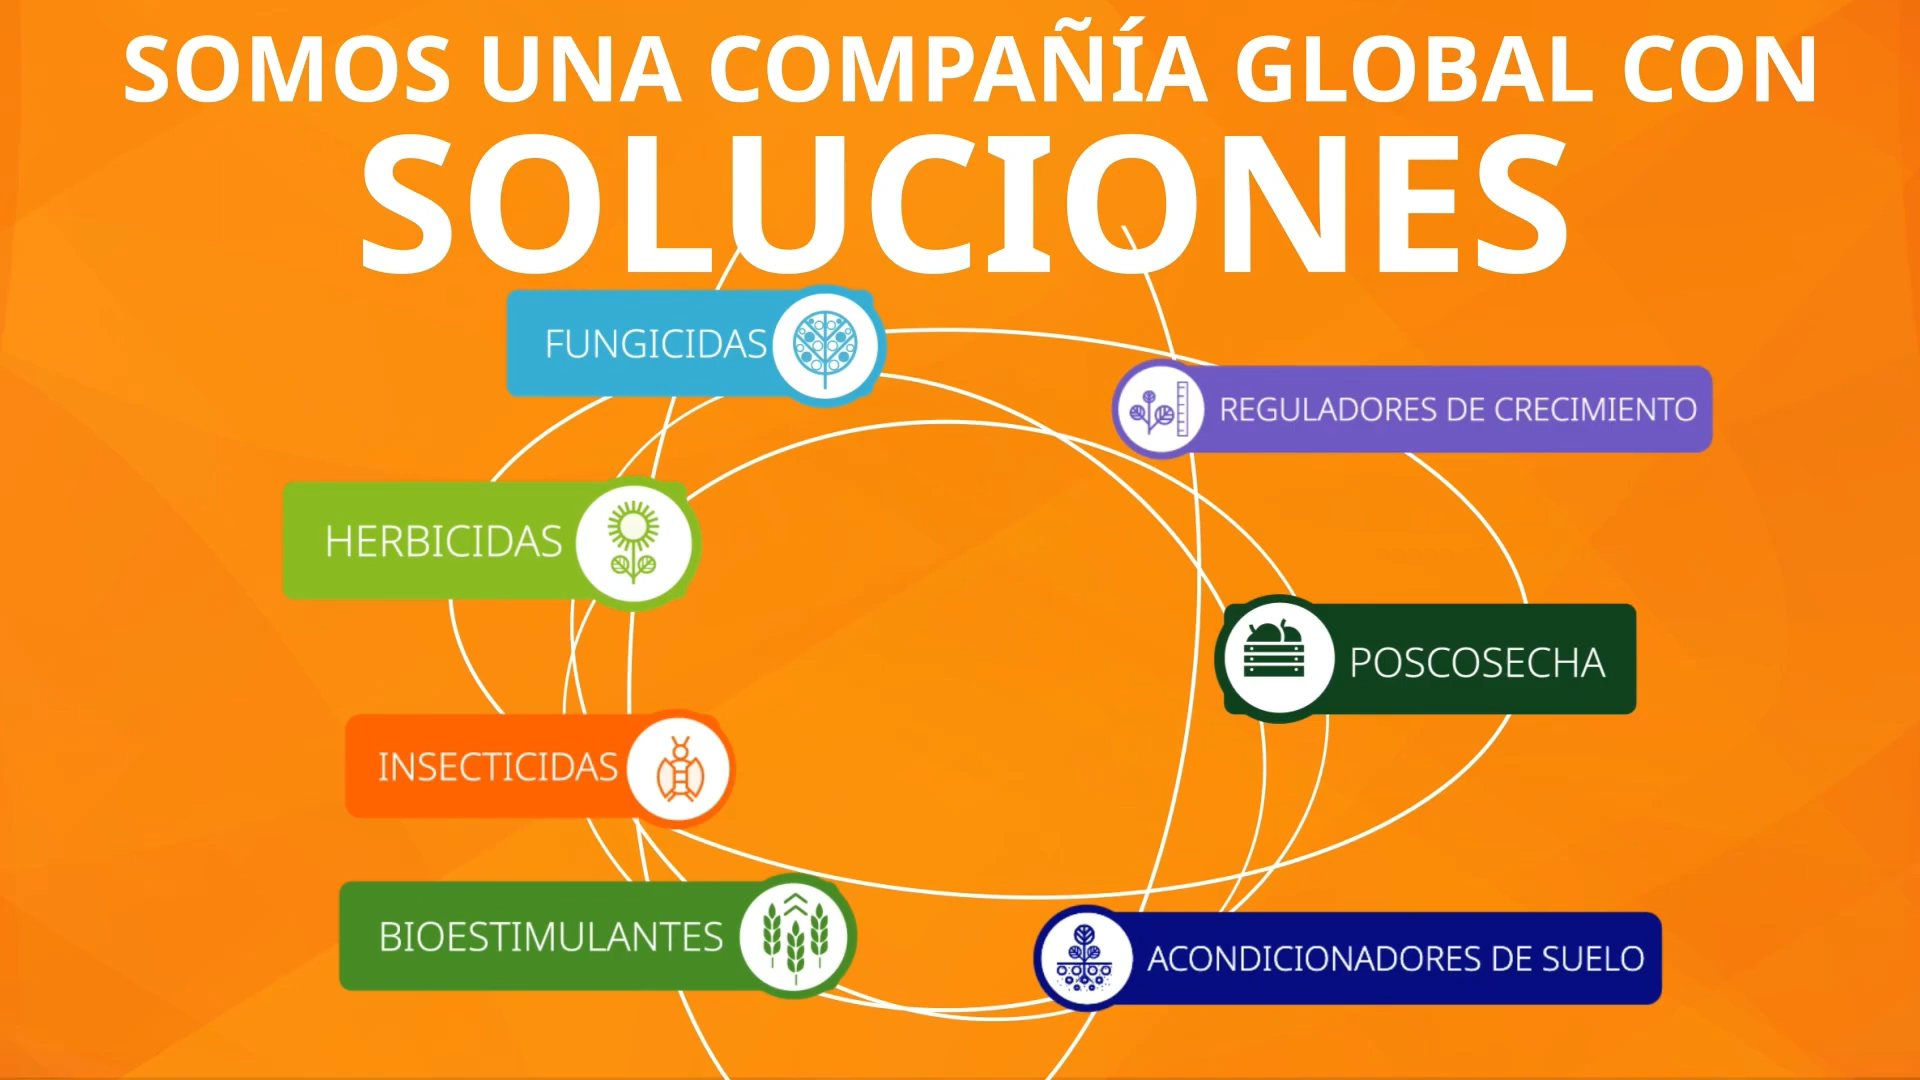 SOMOS UNA COMPAÑÍA GLOBAL CON
SOLUCIONES
FUNGICIDAS
REGULADORES DE CRECIMIENTO
HERBICIDAS
POSCOSECHA
INSECTICIDAS
BIOESTIMULANTES
ACONDICIONADORES DE SUELO